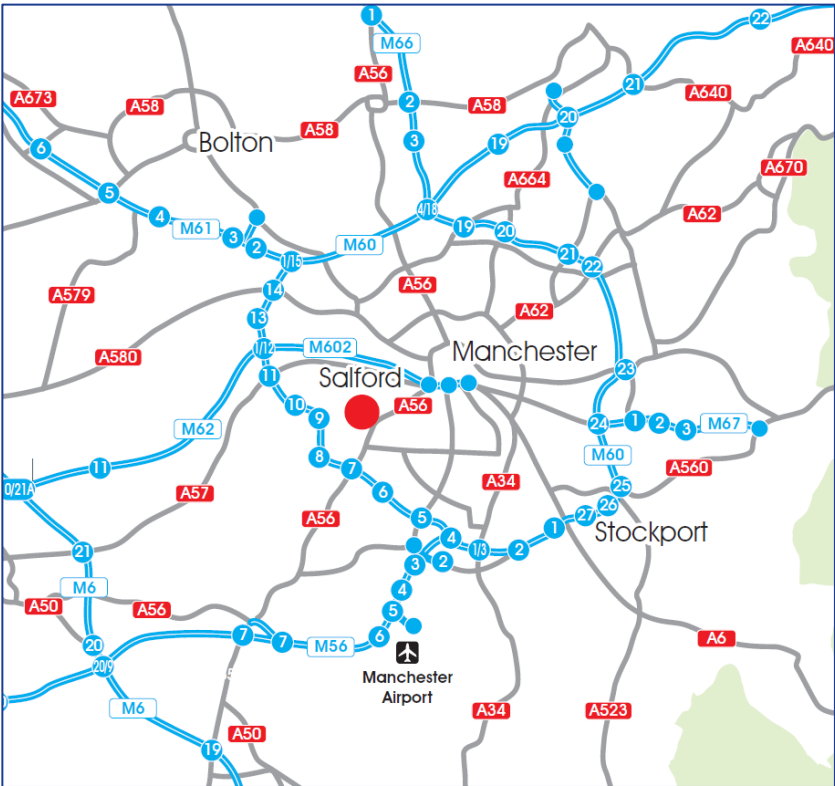 1
22
M66
A640
A56
21
A673
A58
2
A58
A640
20
A58
3
19
Bolton
6
A670
A664
5
4/18
4
M61
3
2
M60
19
20
A62
1/15
21
22
14
A56
A579
A62
13
A580
1/12
M602
Manchester
23
11
Salford
10
9
A56
M62
24
1
2
3
M67
8
7
M60
11
A560
0/21A
A57
6
A34
25
A56
5
26
27
1
Stockport
21
4
1/3
2
3
2
M6
4
A50
A56
5
20
7
7
M56
6
A6
20/9
Manchester
Airport
M6
A34
A523
A50
19